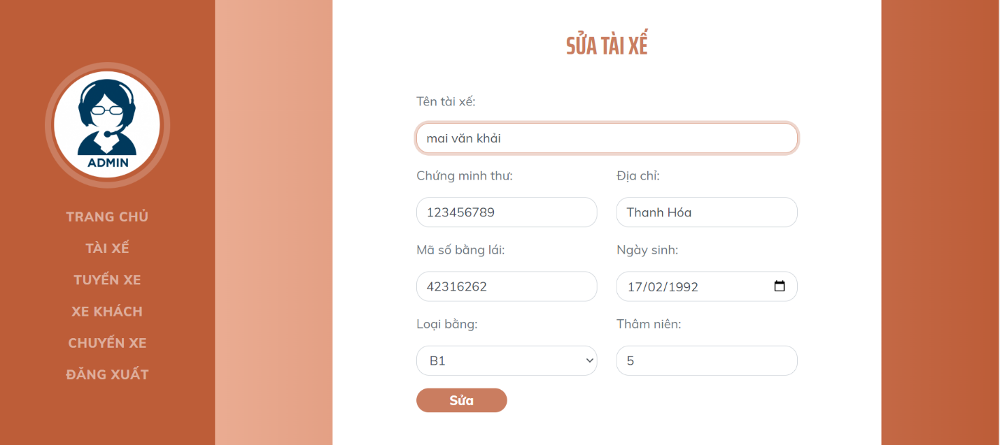 ADMIN
TRANG CHỦ
TÀI XẾ
TUYẾN XE
XE KHÁCH
CHUYẾN XE
ĐĂNG XUẤT
SỬA TÀI XẾ
Tên tài xế:
mai văn khải
Chứng minh thư: Địa chỉ:
123456789 Thanh Hóa
Mã số bằng lái: Ngày sinh:
42316262 17/02/1992
Loại bằng: Thâm niên:
B1 5
Sửa